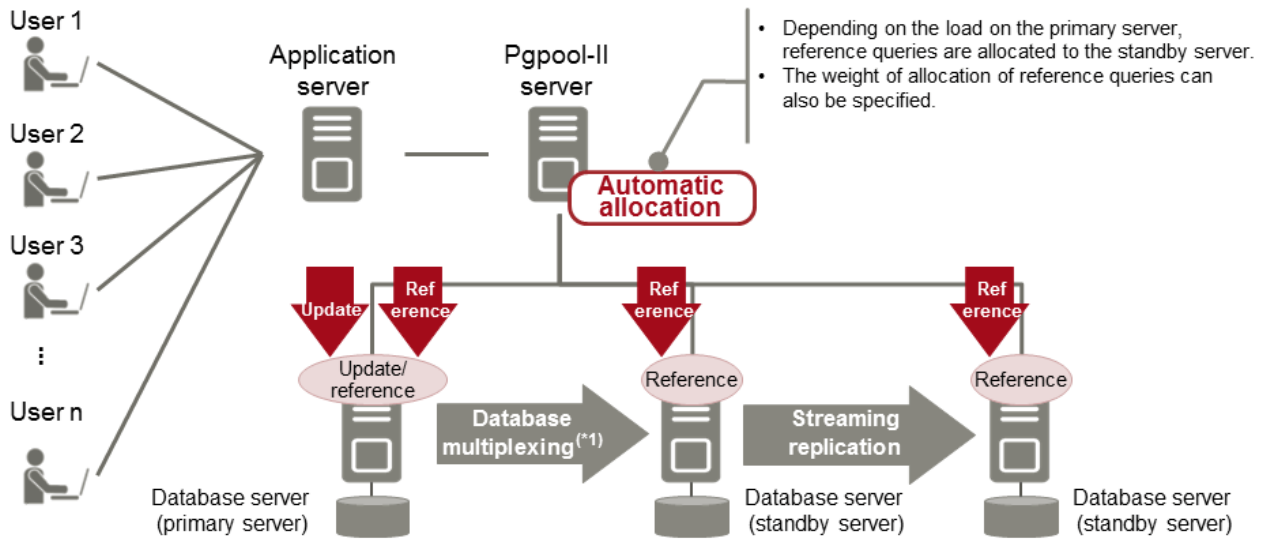 User 1
User 2
User 3
⋮
User n
Application
server
Pgpool-II
server
• Depending on the load on the primary server,
reference queries are allocated to the standby server.
• The weight of allocation of reference queries can
also be specified.
Automatic
allocation
Update
Ref
erence
Ref
erence
Ref
erence
Update/
reference
Reference
Reference
Database
multiplexing(*1)
Streaming
replication
Database server
(primary server)
Database server
(standby server)
Database server
(standby server)